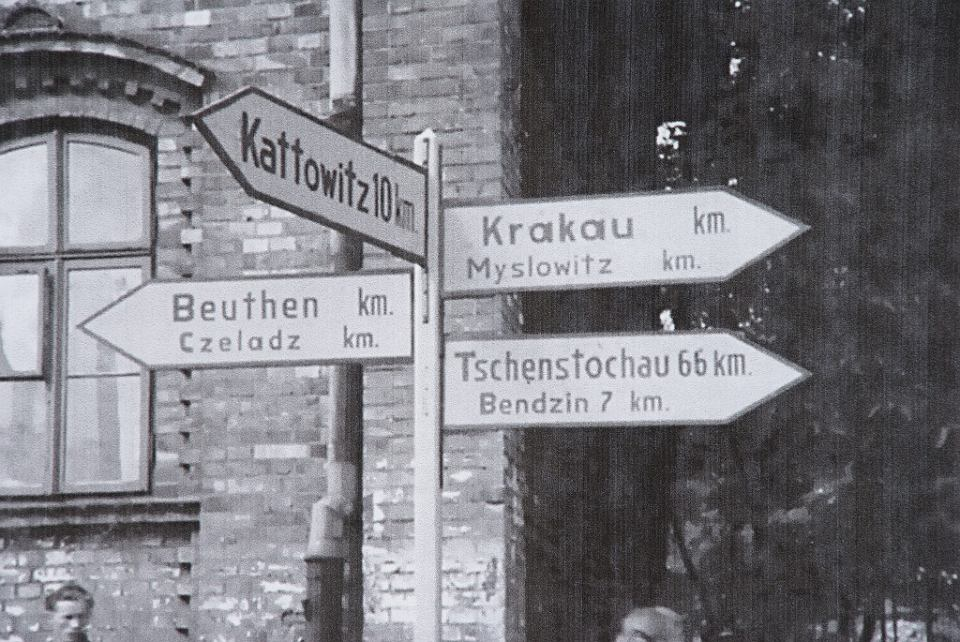 Kattowitz 10 km.
Krakau km.
Myslowitz km.
Beuthen km.
Czeladz km.
Tschenstochau 66 km.
Bendzin 7 km.